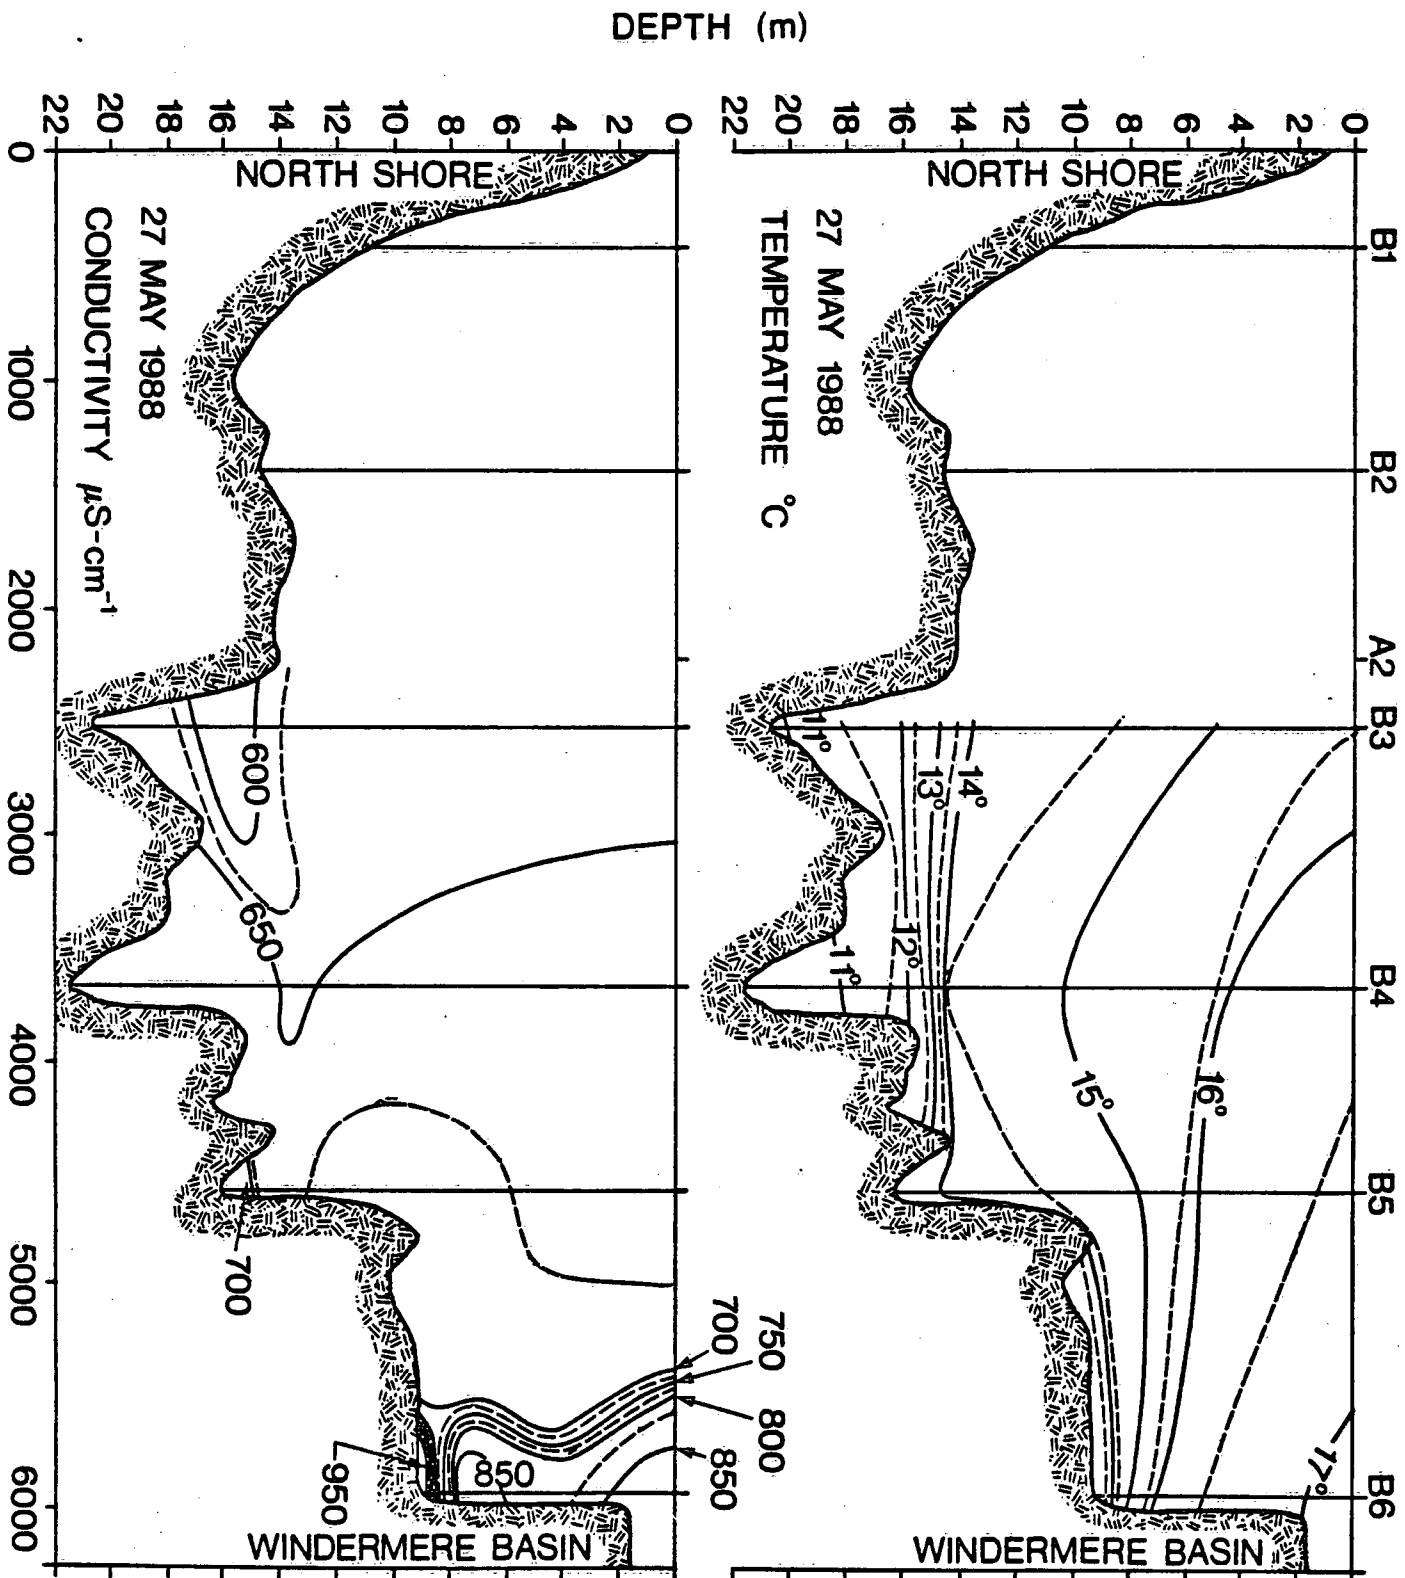 DEPTH (m)
22 20 18 16 14 12 10 8 6 4 2 0
22 20 18 16 14 12 10 8 6 4 2 0
B1 B2 A2 B3 B4 B5 B6
NORTH SHORE
27 MAY 1988
TEMPERATURE °C
11°
13°
14°
12°
11°
15°
16°
17°
WINDERMERE BASIN
NORTH SHORE
27 MAY 1988
CONDUCTIVITY μS-cm⁻¹
600
650
700
700
750
800
850
850
950
WINDERMERE BASIN
0 1000 2000 3000 4000 5000 6000